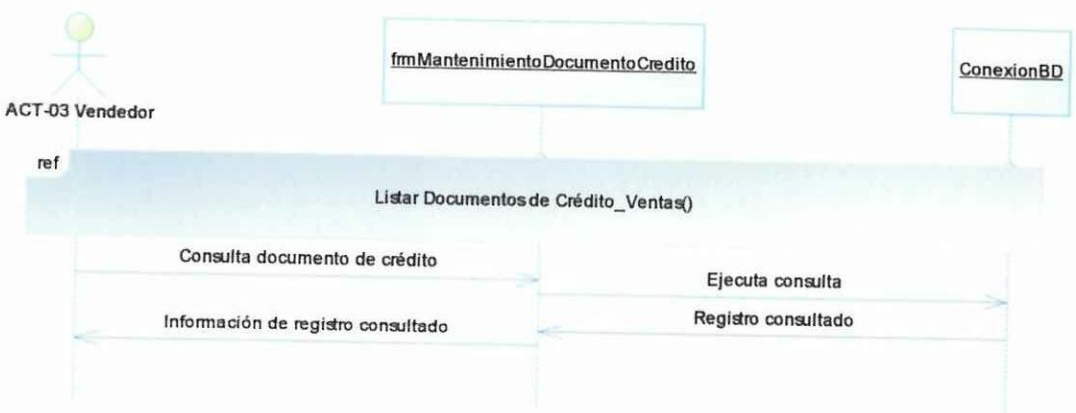 frmMantenimientoDocumentoCredito
ConexionBD
ACT-03 Vendedor
ref
Listar Documentos de Crédito_Ventas()
Consulta documento de crédito
Ejecuta consulta
Información de registro consultado
Registro consultado